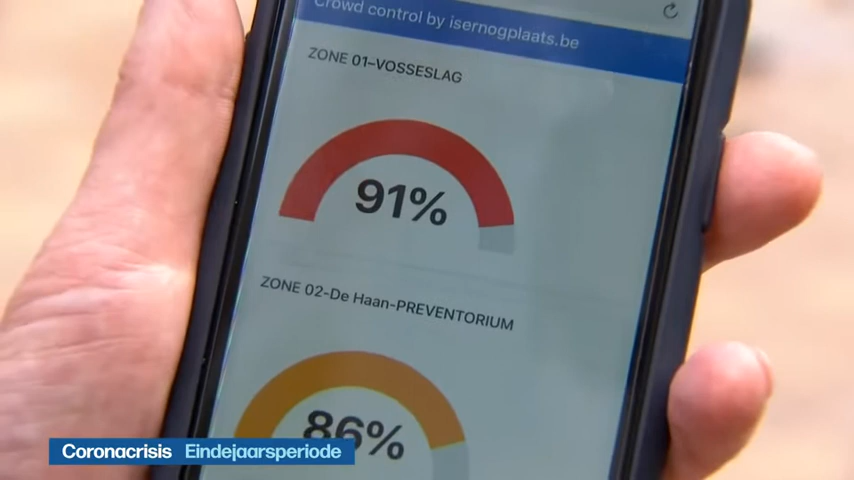 Crowd control by isernogplaats.be
ZONE 01-VOSSESLAG
91%
ZONE 02-De Haan-PREVENTORIUM
86%
Coronacrisis Eindejaarsperiode